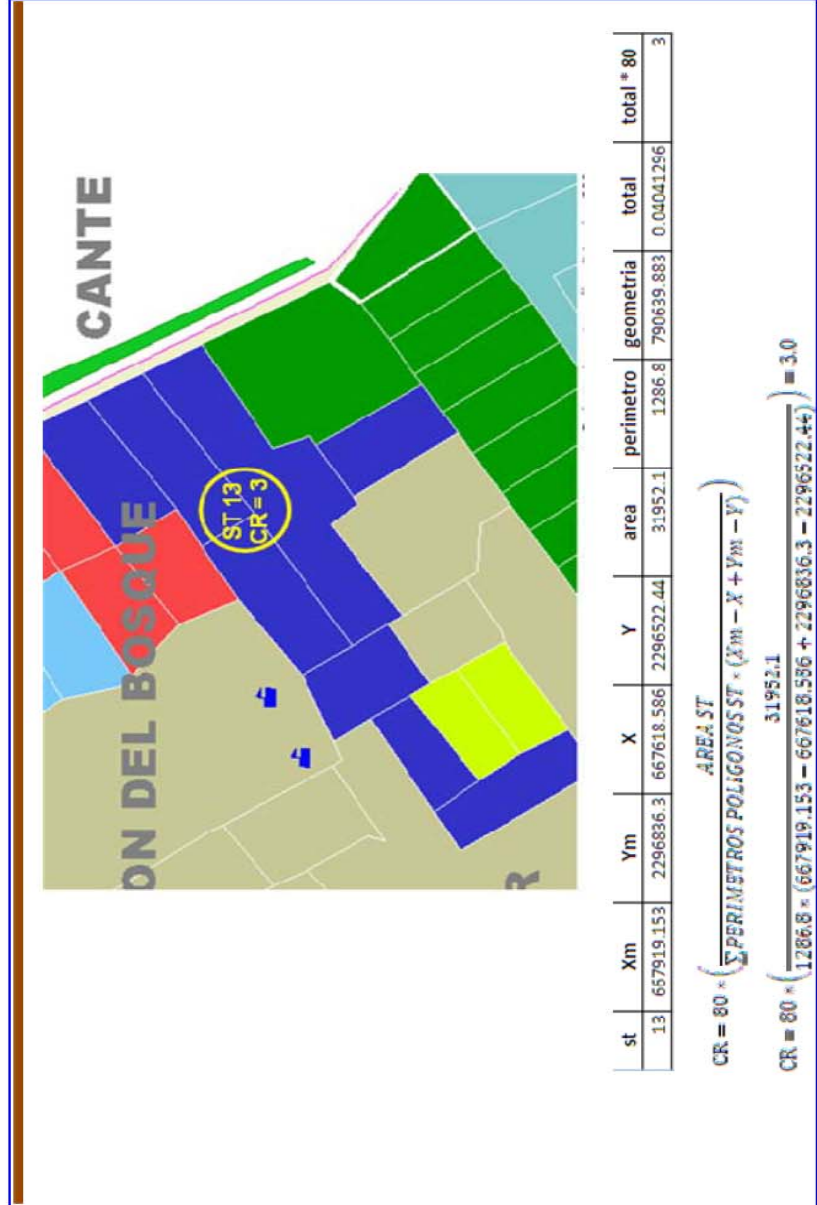 CANTE
ON DEL BOSQUE
ST 13
CR = 3
R
st Xm Ym X Y area perimetro geometria total total * 80
13 667919.153 2296836.3 667618.586 2296522.44 31952.1 1286.8 790639.883 0.04041296 3
CR = 80 * ( AREA ST
∑PERIMETROS POLIGONOS ST * (Xm − X + Ym − Y) )
CR = 80 * ( 31952.1
1286.8 * (667919.153 − 667618.586 + 2296836.3 − 2296522.44) ) = 3.0